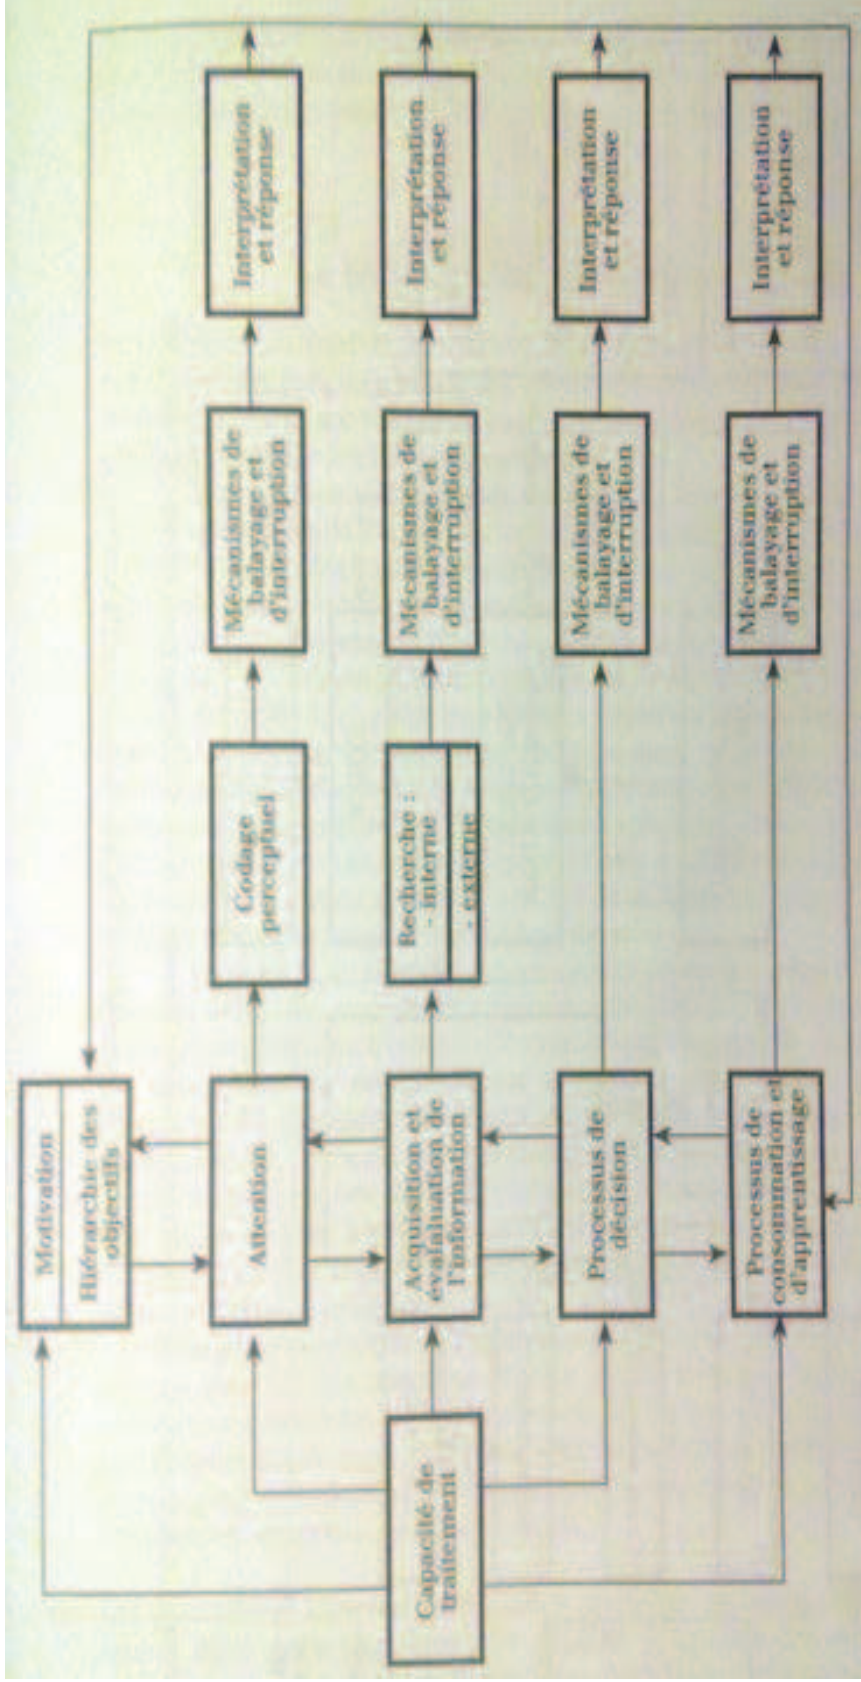 Capacité de
traitement
Motivation
Hiérarchie des
objectifs
Attention
Acquisition et
évalaluation de
l'information
Processus de
décision
Processus de
consommation et
d'apprentissage
Codage
perceptuel
Recherche :
- interne
- externe
Mécanismes de
balayage et
d'interruption
Mécanismes de
balayage et
d'interruption
Mécanismes de
balayage et
d'interruption
Mécanismes de
balayage et
d'interruption
Interprétation
et réponse
Interprétation
et réponse
Interprétation
et réponse
Interprétation
et réponse